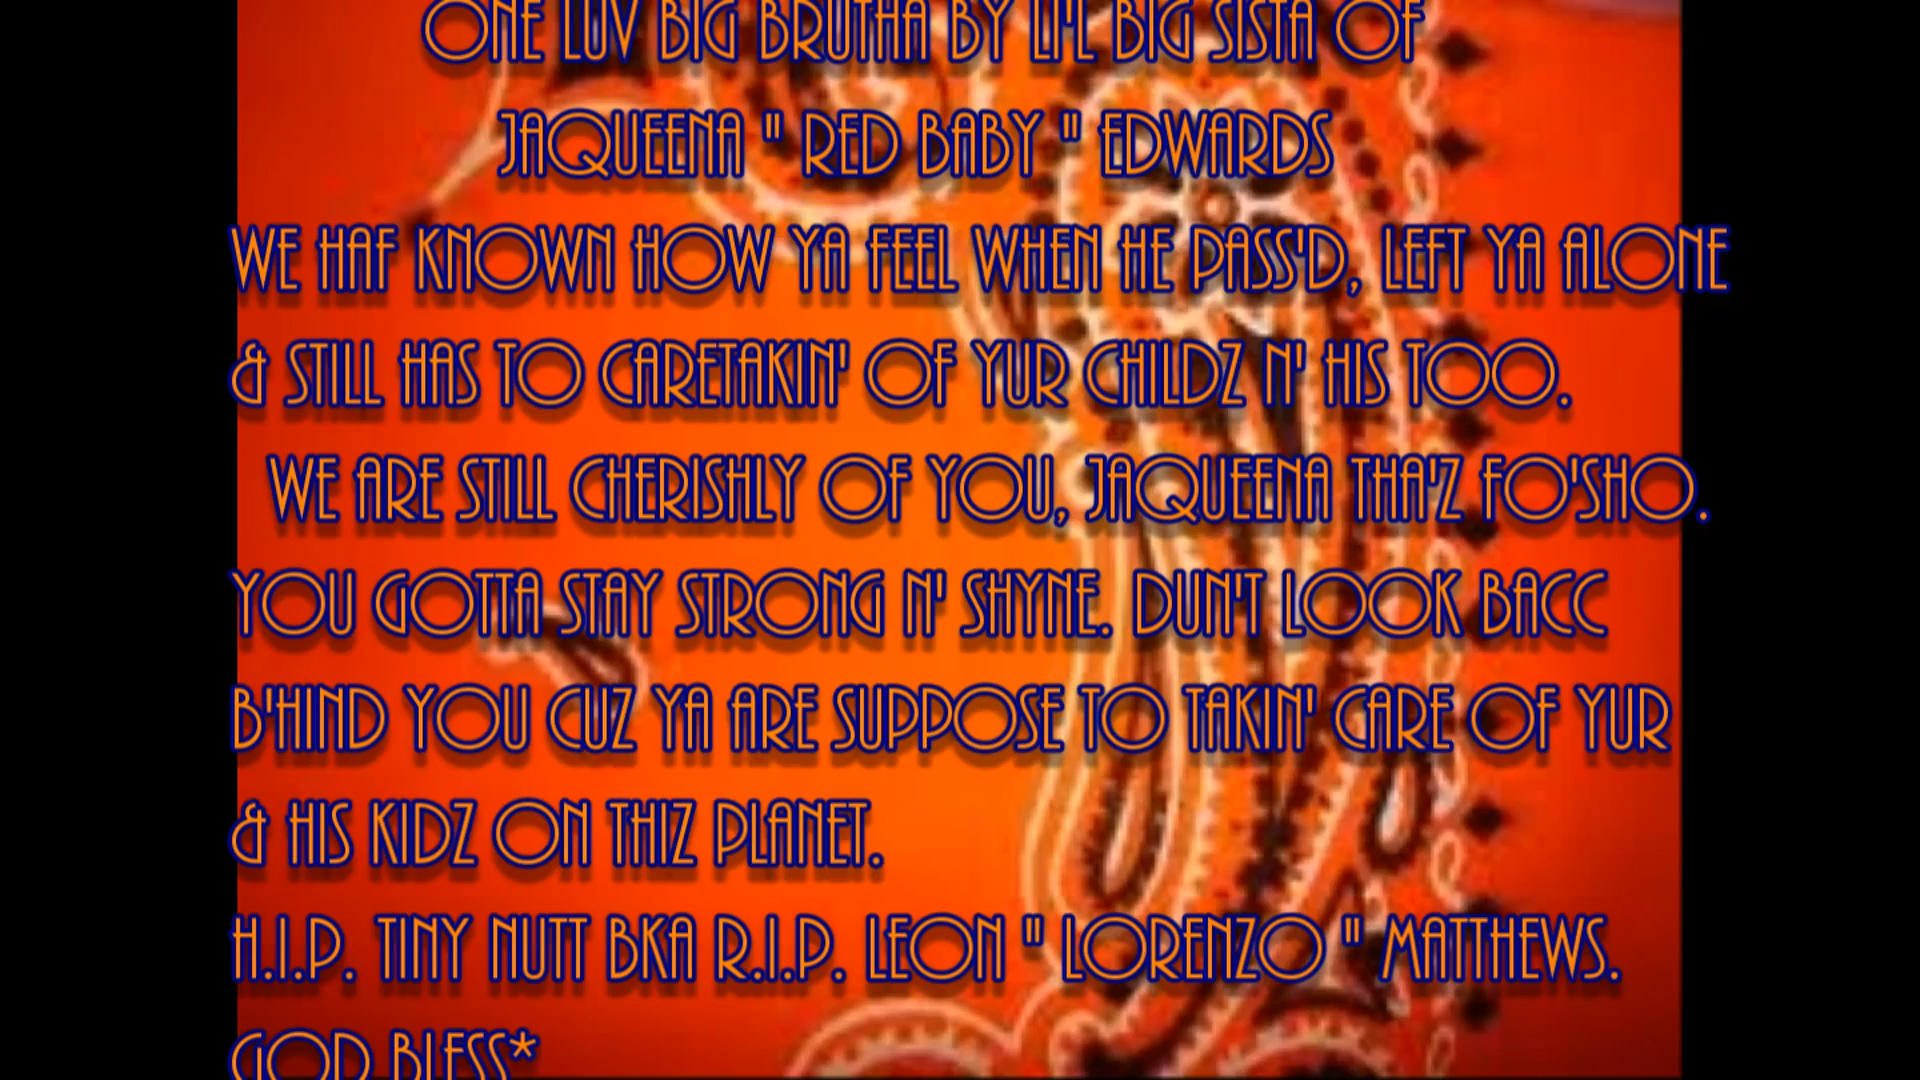 ONE LUV BIG BRUTHA BY LI'L BIG SISTA OF
JAQUEENA " RED BABY " EDWARDS
WE HAF KNOWN HOW YA FEEL WHEN HE PASS'D, LEFT YA ALONE
& STILL HAS TO CARETAKIN' OF YUR CHILDZ N' HIS TOO.
WE ARE STILL CHERISHLY OF YOU, JAQUEENA THA'Z FO'SHO.
YOU GOTTA STAY STRONG N' SHYNE. DUN'T LOOK BACC
B'HIND YOU CUZ YA ARE SUPPOSE TO TAKIN' CARE OF YUR
& HIS KIDZ ON THIZ PLANET.
H.I.P. TINY NUTT BKA R.I.P. LEON " LORENZO " MATTHEWS.
GOD BLESS*